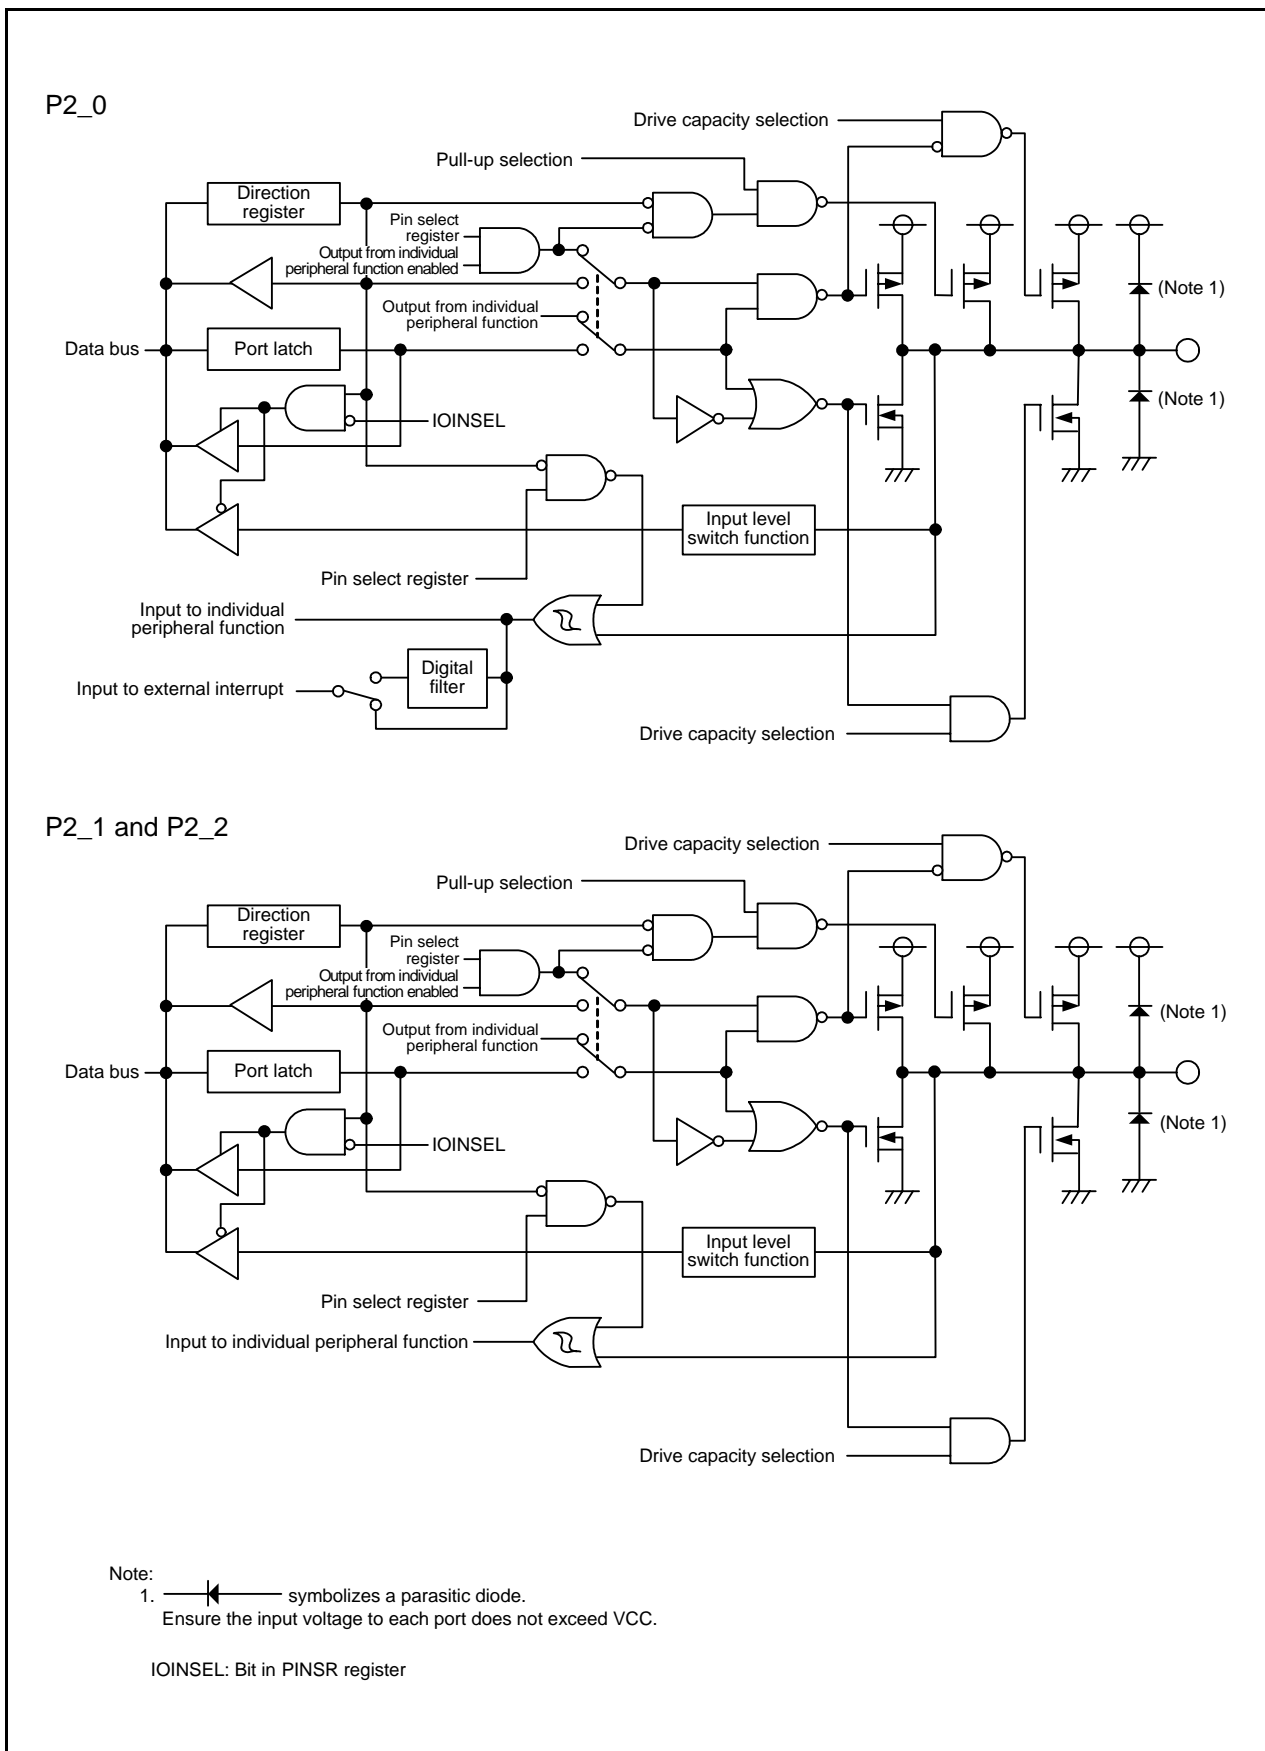 P2_0
Drive capacity selection
Pull-up selection
Direction
register
Pin select
register
Output from individual
peripheral function enabled
(Note 1)
Output from individual
peripheral function
Data bus
Port latch
(Note 1)
IOINSEL
Input level
switch function
Pin select register
Input to individual
peripheral function
Digital
filter
Input to external interrupt
Drive capacity selection
P2_1 and P2_2
Drive capacity selection
Pull-up selection
Direction
register
Pin select
register
Output from individual
peripheral function enabled
(Note 1)
Output from individual
peripheral function
Data bus
Port latch
(Note 1)
IOINSEL
Input level
switch function
Pin select register
Input to individual peripheral function
Drive capacity selection
Note:
1. symbolizes a parasitic diode.
Ensure the input voltage to each port does not exceed VCC.
IOINSEL: Bit in PINSR register